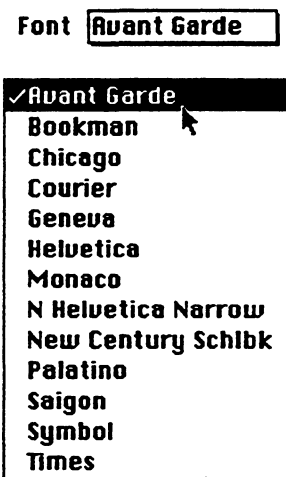 Font Avant Garde
✓Avant Garde
Bookman
Chicago
Courier
Geneva
Helvetica
Monaco
N Helvetica Narrow
New Century Schlbk
Palatino
Saigon
Symbol
Times